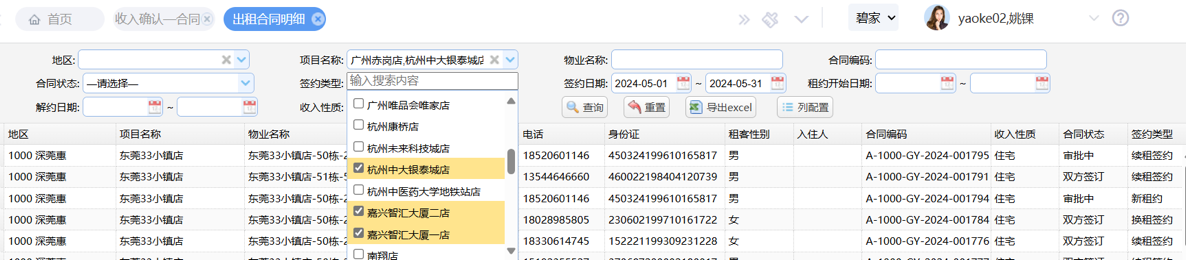 首页 收入确认—合同 出租合同明细 碧家 yaoke02,姚锞
地区: 项目名称: 广州赤岗店,杭州中大银泰城店 物业名称: 合同编码:
合同状态: —请选择— 签约类型: 输入搜索内容 签约日期: 2024-05-01 ~ 2024-05-31 租约开始日期: ~
解约日期: ~ 收入性质: 查询 重置 导出excel 列配置
广州唯品会唯家店
杭州康桥店
杭州未来科技城店
杭州中大银泰城店
杭州中医药大学地铁站店
嘉兴智汇大厦二店
嘉兴智汇大厦一店
南翔店
地区 项目名称 物业名称 电话 身份证 租客性别 入住人 合同编码 收入性质 合同状态 签约类型
1000 深莞惠 东莞33小镇店 东莞33小镇店-50栋-2 18520601146 450324199610165817 男 A-1000-GY-2024-001795 住宅 审批中 续租签约
1000 深莞惠 东莞33小镇店 东莞33小镇店-51栋-5 13544646660 460022198404120739 男 A-1000-GY-2024-001791 住宅 双方签订 续租签约
1000 深莞惠 东莞33小镇店 东莞33小镇店-50栋-2 18520601146 450324199610165817 男 A-1000-GY-2024-001794 住宅 审批中 新租约
1000 深莞惠 东莞33小镇店 东莞33小镇店-50栋- 18028985805 230602199710161722 女 A-1000-GY-2024-001784 住宅 双方签订 换租签约
1000 深莞惠 东莞33小镇店 东莞33小镇店-50栋-2 18330614745 152221199309231228 女 A-1000-GY-2024-001776 住宅 双方签订 续租签约